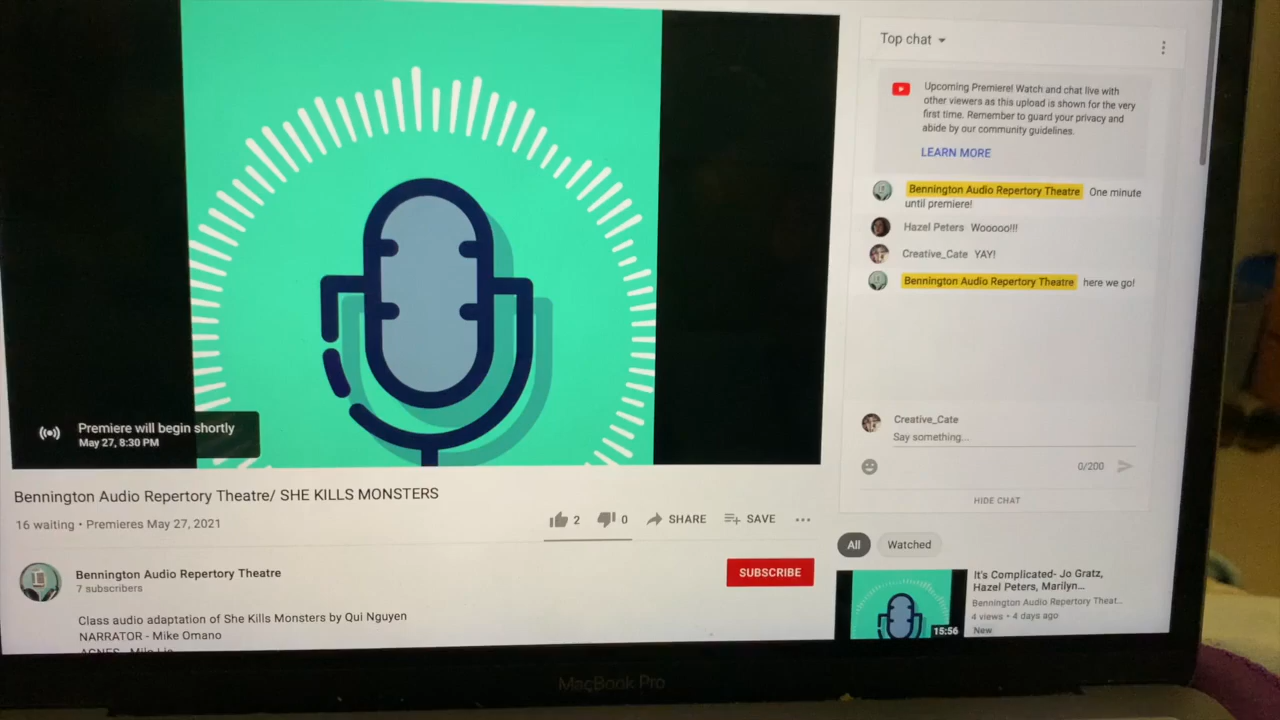 Top chat
Upcoming Premiere! Watch and chat live with
other viewers as this upload is shown for the very
first time. Remember to guard your privacy and
abide by our community guidelines.
LEARN MORE
Bennington Audio Repertory Theatre One minute
until premiere!
Hazel Peters Wooooo!!!
Creative_Cate YAY!
Bennington Audio Repertory Theatre here we go!
Creative_Cate
Say something...
0/200
HIDE CHAT
Premiere will begin shortly
May 27, 8:30 PM
Bennington Audio Repertory Theatre/ SHE KILLS MONSTERS
16 waiting • Premieres May 27, 2021
2 0 SHARE SAVE
Bennington Audio Repertory Theatre
7 subscribers
SUBSCRIBE
Class audio adaptation of She Kills Monsters by Qui Nguyen
NARRATOR - Mike Omano
All Watched
It's Complicated- Jo Gratz,
Hazel Peters, Marilyn...
Bennington Audio Repertory Theat...
4 views • 4 days ago
New
15:56
MacBook Pro